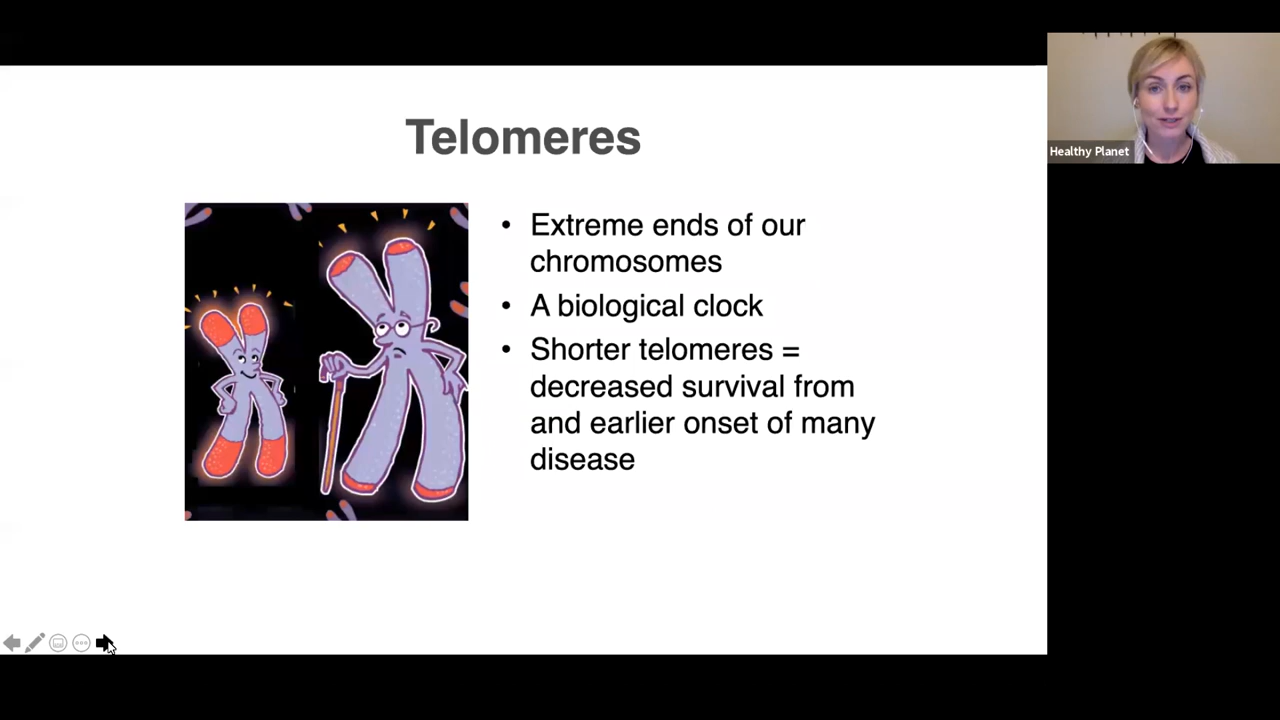 Telomeres
Healthy Planet
• Extreme ends of our
chromosomes
• A biological clock
• Shorter telomeres =
decreased survival from
and earlier onset of many
disease